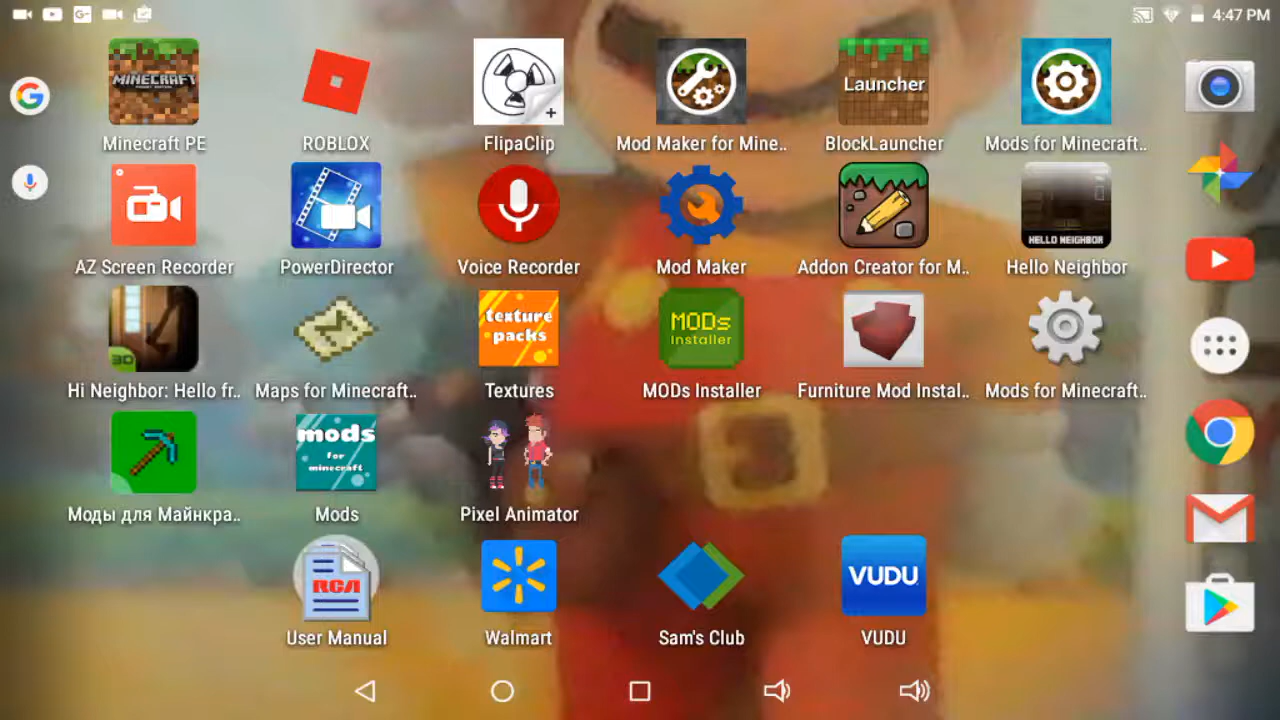 G+
4:47 PM
MINECRAFT
Launcher
Minecraft PE
ROBLOX
FlipaClip
Mod Maker for Mine..
BlockLauncher
Mods for Minecraft..
HELLO NEIGHBOR
AZ Screen Recorder
PowerDirector
Voice Recorder
Mod Maker
Addon Creator for M..
Hello Neighbor
3D
texture
packs
MODs
Installer
Hi Neighbor: Hello fr..
Maps for Minecraft..
Textures
MODs Installer
Furniture Mod Instal..
Mods for Minecraft..
mods
for
minecraft
Моды для Майнкра..
Mods
Pixel Animator
RCA
VUDU
User Manual
Walmart
Sam's Club
VUDU